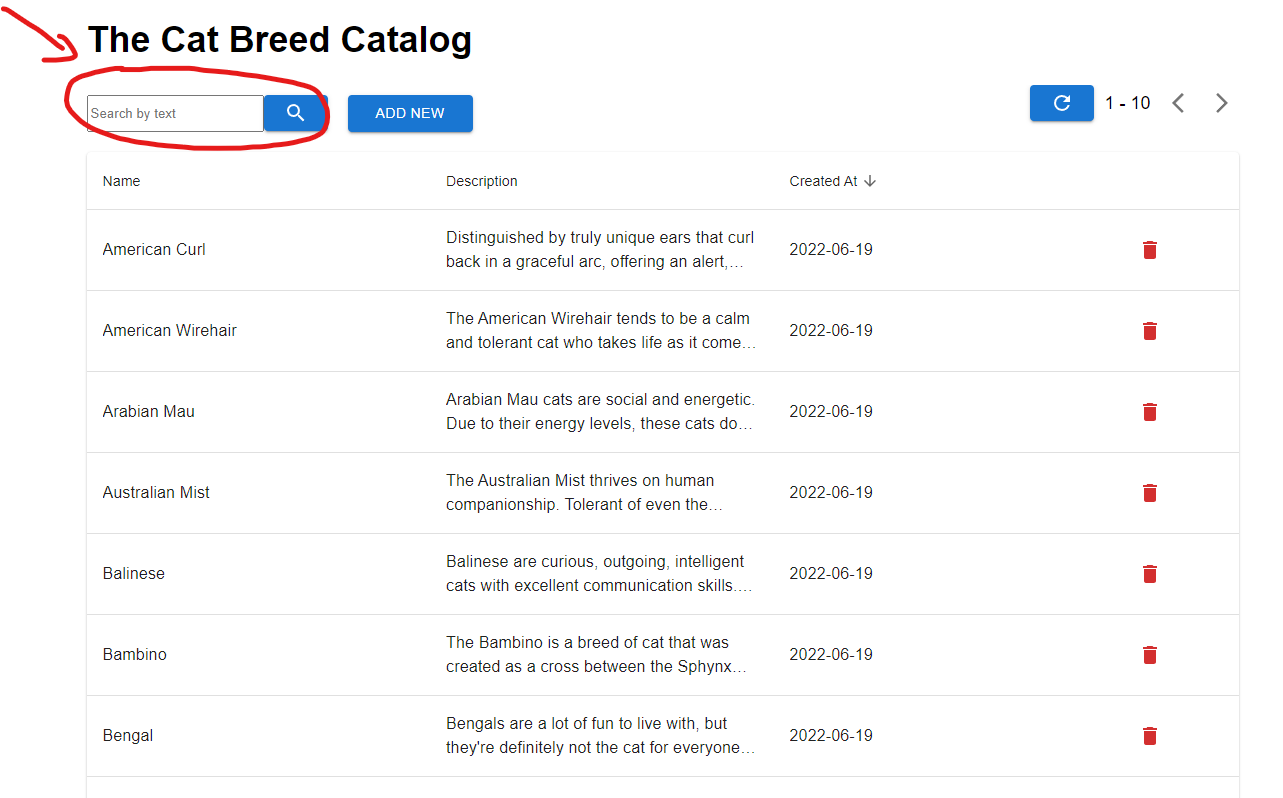 The Cat Breed Catalog
Search by text
ADD NEW
1 - 10
Name Description Created At
American Curl
Distinguished by truly unique ears that curl
back in a graceful arc, offering an alert,...
2022-06-19
American Wirehair
The American Wirehair tends to be a calm
and tolerant cat who takes life as it come...
2022-06-19
Arabian Mau
Arabian Mau cats are social and energetic.
Due to their energy levels, these cats do...
2022-06-19
Australian Mist
The Australian Mist thrives on human
companionship. Tolerant of even the...
2022-06-19
Balinese
Balinese are curious, outgoing, intelligent
cats with excellent communication skills....
2022-06-19
Bambino
The Bambino is a breed of cat that was
created as a cross between the Sphynx...
2022-06-19
Bengal
Bengals are a lot of fun to live with, but
they're definitely not the cat for everyone...
2022-06-19